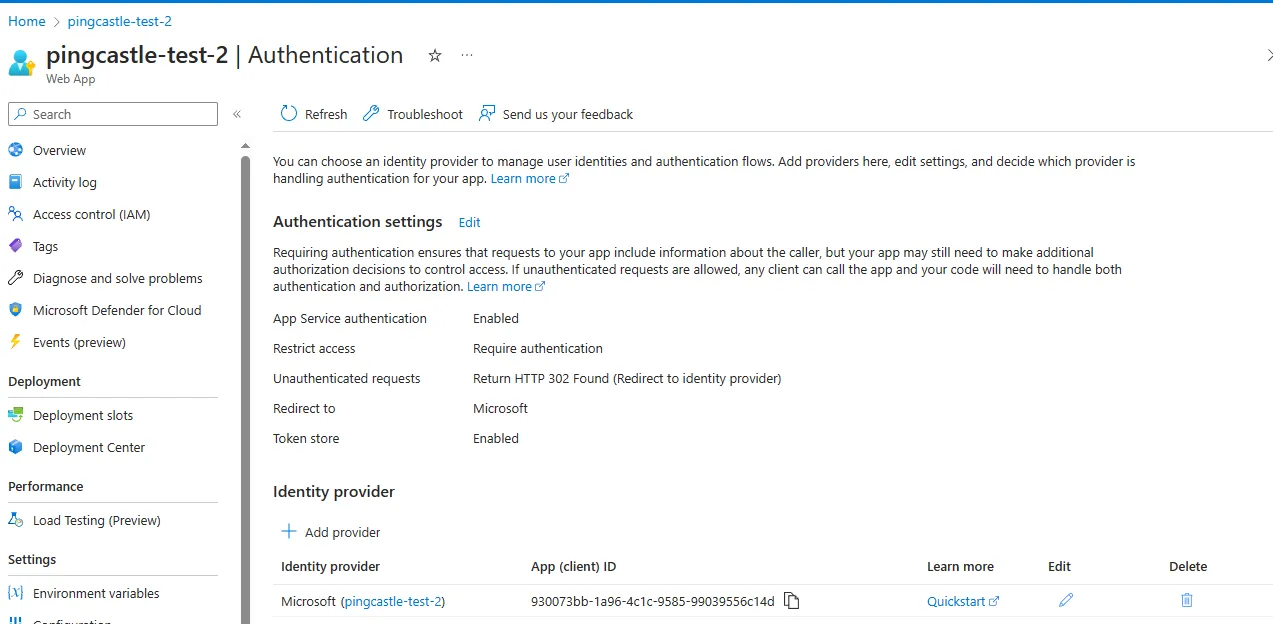 Home > pingcastle-test-2
pingcastle-test-2 | Authentication
Web App
Search
Refresh Troubleshoot Send us your feedback
Overview
Activity log
Access control (IAM)
Tags
Diagnose and solve problems
Microsoft Defender for Cloud
Events (preview)
Deployment
Deployment slots
Deployment Center
Performance
Load Testing (Preview)
Settings
Environment variables
Configuration
You can choose an identity provider to manage user identities and authentication flows. Add providers here, edit settings, and decide which provider is
handling authentication for your app. Learn more
Authentication settings Edit
Requiring authentication ensures that requests to your app include information about the caller, but your app may still need to make additional
authorization decisions to control access. If unauthenticated requests are allowed, any client can call the app and your code will need to handle both
authentication and authorization. Learn more
App Service authentication Enabled
Restrict access Require authentication
Unauthenticated requests Return HTTP 302 Found (Redirect to identity provider)
Redirect to Microsoft
Token store Enabled
Identity provider
Add provider
Identity provider App (client) ID Learn more Edit Delete
Microsoft (pingcastle-test-2) 930073bb-1a96-4c1c-9585-99039556c14d Quickstart